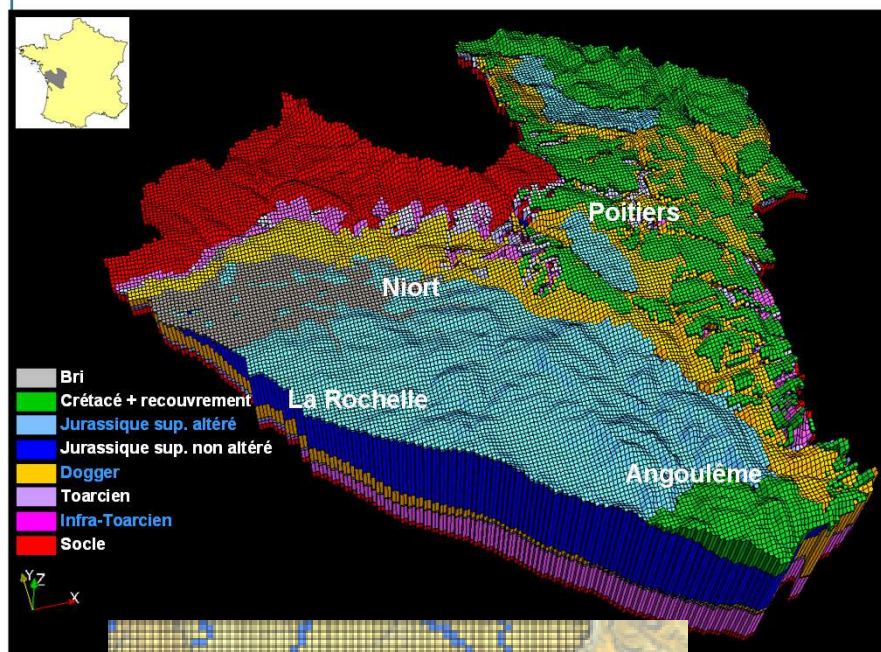 Poitiers
Niort
La Rochelle
Angoulême
Bri
Crétacé + recouvrement
Jurassique sup. altéré
Jurassique sup. non altéré
Dogger
Toarcien
Infra-Toarcien
Socle
Y
Z
X